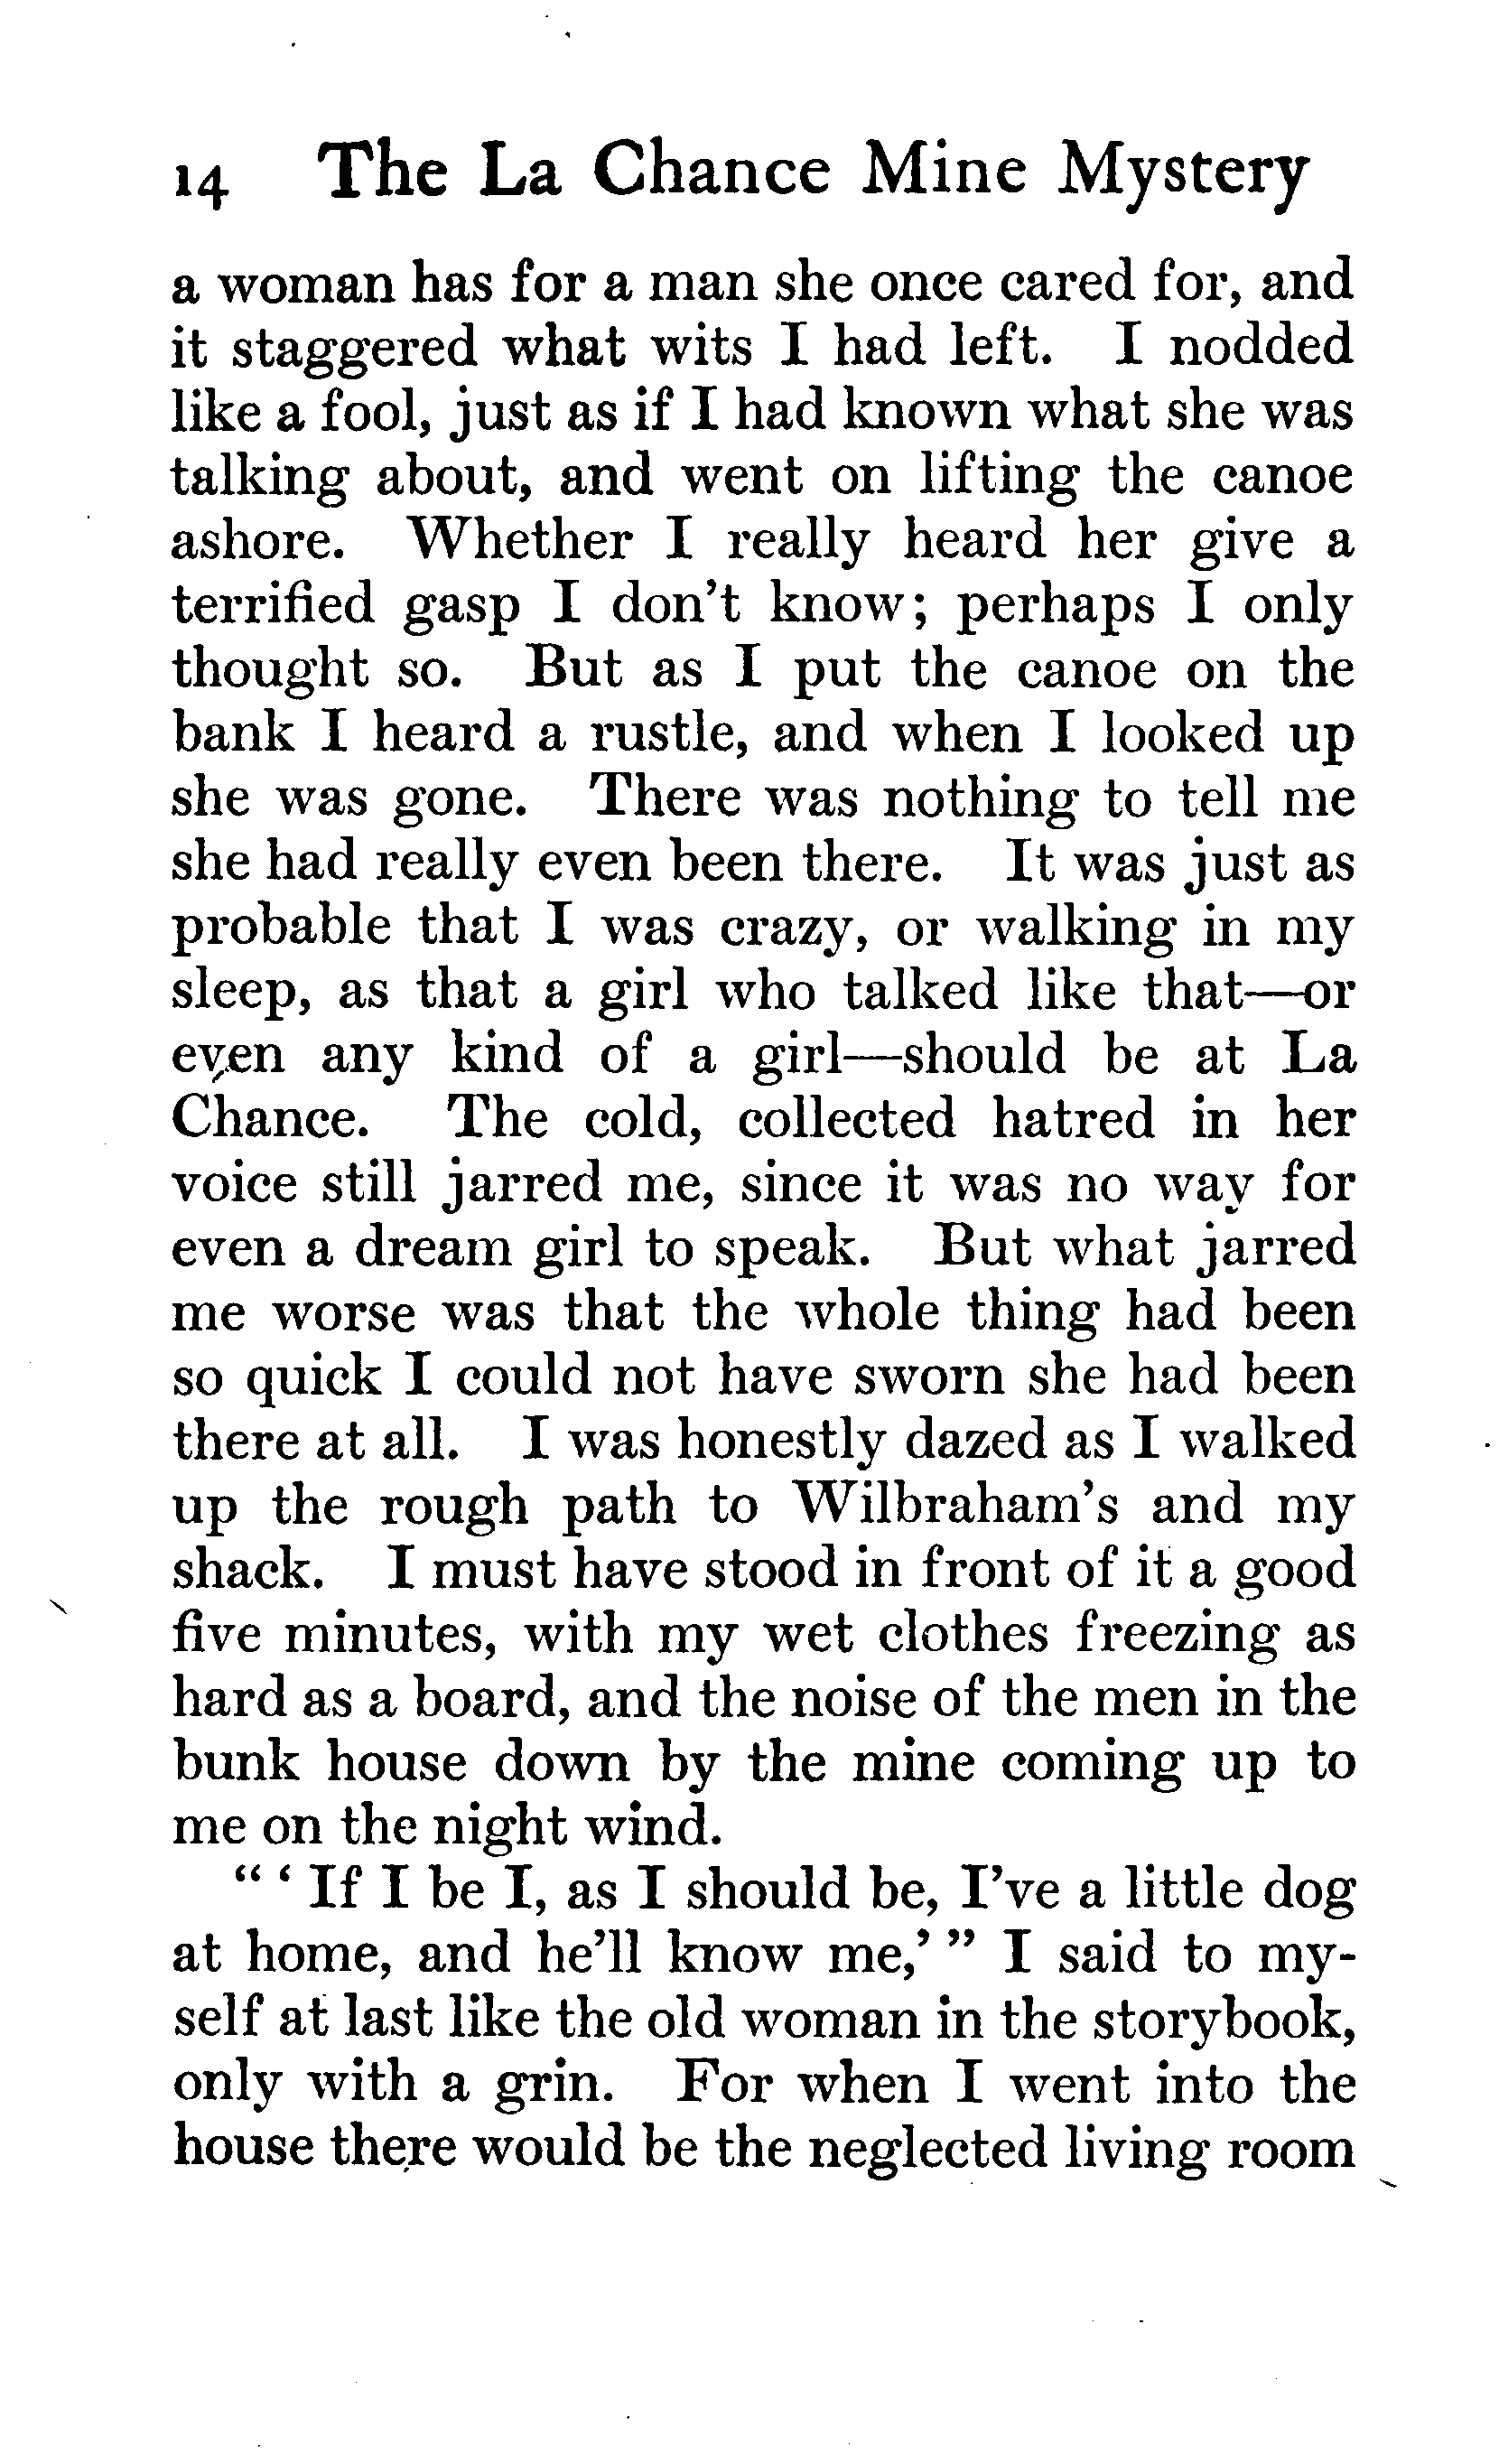 14 The La Chance Mine Mystery
a woman has for a man she once cared for, and
it staggered what wits I had left. I nodded
like a fool, just as if I had known what she was
talking about, and went on lifting the canoe
ashore. Whether I really heard her give a
terrified gasp I don't know; perhaps I only
thought so. But as I put the canoe on the
bank I heard a rustle, and when I looked up
she was gone. There was nothing to tell me
she had really even been there. It was just as
probable that I was crazy, or walking in my
sleep, as that a girl who talked like that—or
even any kind of a girl—should be at La
Chance. The cold, collected hatred in her
voice still jarred me, since it was no way for
even a dream girl to speak. But what jarred
me worse was that the whole thing had been
so quick I could not have sworn she had been
there at all. I was honestly dazed as I walked
up the rough path to Wilbraham's and my
shack. I must have stood in front of it a good
five minutes, with my wet clothes freezing as
hard as a board, and the noise of the men in the
bunk house down by the mine coming up to
me on the night wind.
" ' If I be I, as I should be, I've a little dog
at home, and he'll know me,' " I said to my-
self at last like the old woman in the storybook,
only with a grin. For when I went into the
house there would be the neglected living room